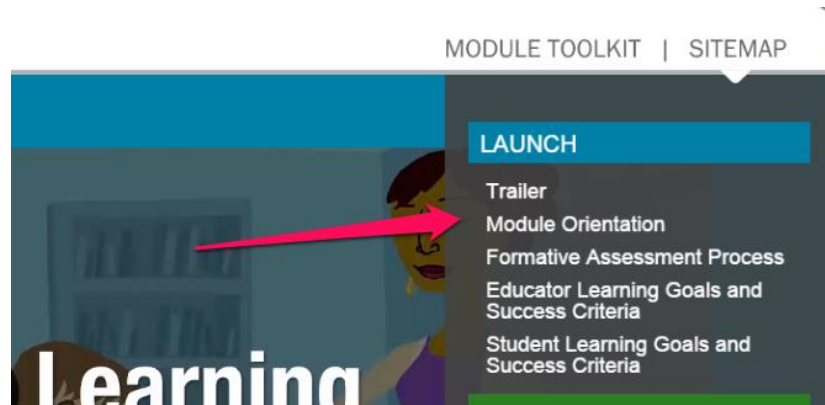 MODULE TOOLKIT | SITEMAP
LAUNCH
Trailer
Module Orientation
Formative Assessment Process
Educator Learning Goals and
Success Criteria
Student Learning Goals and
Success Criteria
Learning